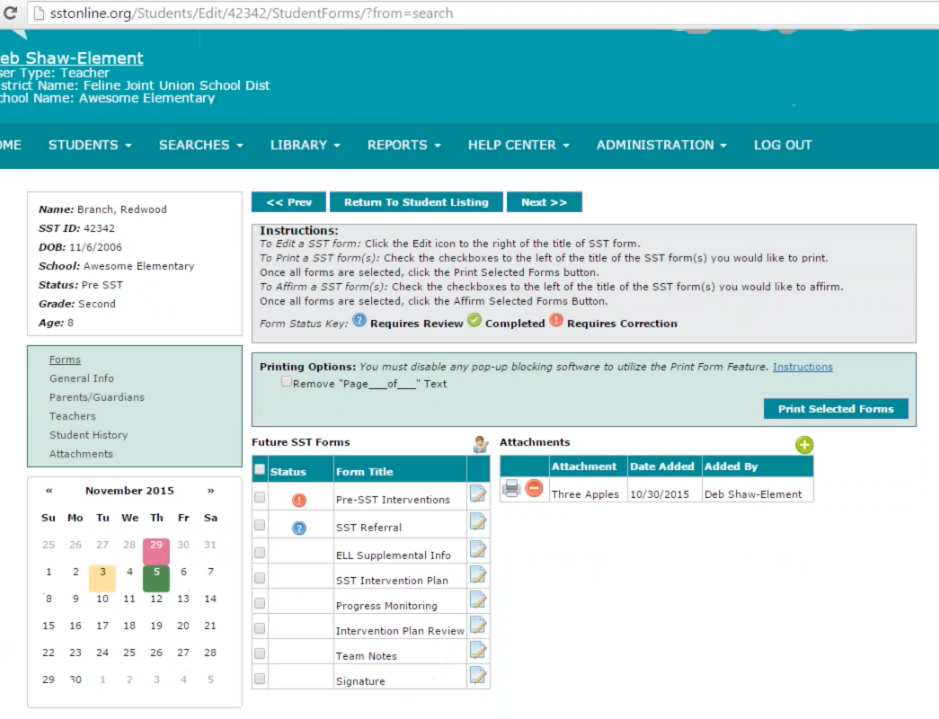 sstonline.org/Students/Edit/42342/StudentForms/?from=search
eb Shaw-Element
ser Type: Teacher
istrict Name: Feline Joint Union School Dist
chool Name: Awesome Elementary
OME STUDENTS SEARCHES LIBRARY REPORTS HELP CENTER ADMINISTRATION LOG OUT
Name: Branch, Redwood
SST ID: 42342
DOB: 11/6/2006
School: Awesome Elementary
Status: Pre SST
Grade: Second
Age: 8
Forms
General Info
Parents/Guardians
Teachers
Student History
Attachments
« November 2015 »
Su Mo Tu We Th Fr Sa
25 26 27 28 29 30 31
1 2 3 4 5 6 7
8 9 10 11 12 13 14
15 16 17 18 19 20 21
22 23 24 25 26 27 28
29 30 1 2 3 4 5
<< Prev Return To Student Listing Next >>
Instructions:
To Edit a SST form: Click the Edit icon to the right of the title of SST form.
To Print a SST form(s): Check the checkboxes to the left of the title of the SST form(s) you would like to print.
Once all forms are selected, click the Print Selected Forms button.
To Affirm a SST form(s): Check the checkboxes to the left of the title of the SST form(s) you would like to affirm.
Once all forms are selected, click the Affirm Selected Forms Button.
Form Status Key: ? Requires Review Completed ! Requires Correction
Printing Options: You must disable any pop-up blocking software to utilize the Print Form Feature. Instructions
Remove "Page___of___" Text
Print Selected Forms
Future SST Forms
Status Form Title
! Pre-SST Interventions
? SST Referral
ELL Supplemental Info
SST Intervention Plan
Progress Monitoring
Intervention Plan Review
Team Notes
Signature
Attachments
Attachment Date Added Added By
Three Apples 10/30/2015 Deb Shaw-Element